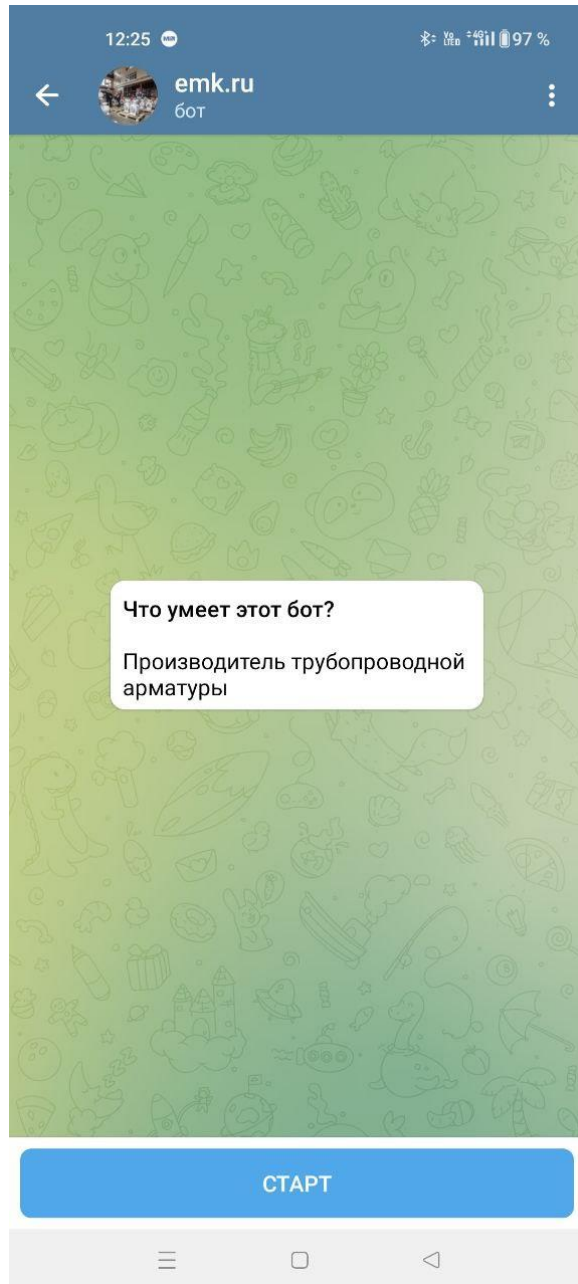 12:25
97 %
emk.ru
бот
Что умеет этот бот?
Производитель трубопроводной
арматуры
СТАРТ